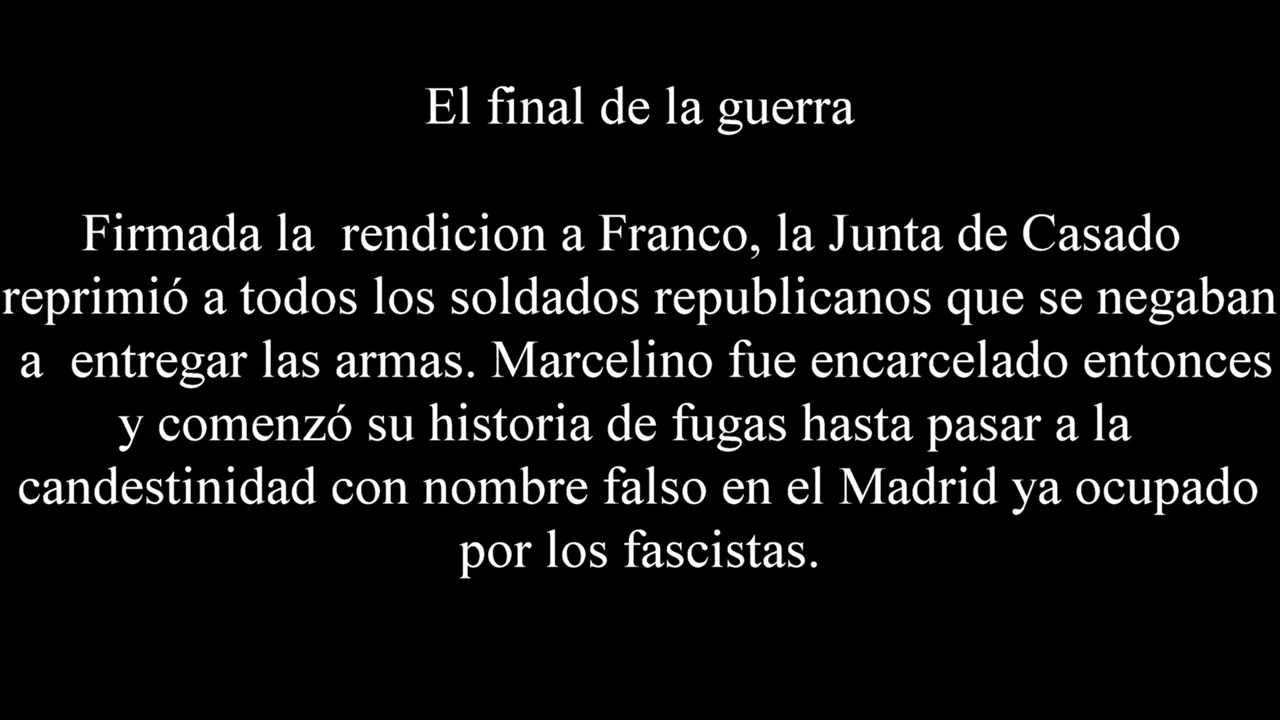 El final de la guerra
Firmada la  rendicion a Franco, la Junta de Casado
reprimió a todos los soldados republicanos que se negaban
a  entregar las armas. Marcelino fue encarcelado entonces
y comenzó su historia de fugas hasta pasar a la
candestinidad con nombre falso en el Madrid ya ocupado
por los fascistas.